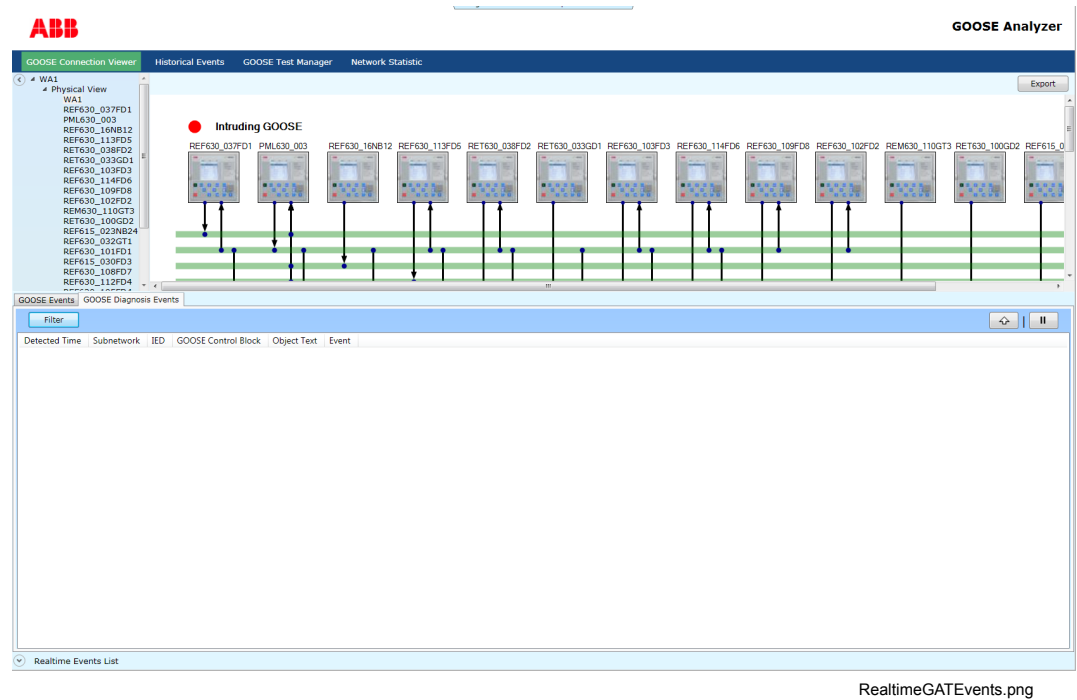 ABB
GOOSE Analyzer
GOOSE Connection Viewer Historical Events GOOSE Test Manager Network Statistic
WA1
Physical View
WA1
REF630_037FD1
PML630_003
REF630_16NB12
REF630_113FD5
REF630_038FD2
RET630_033GD1
REF630_103FD3
REF630_114FD6
REF630_109FD8
REF630_102FD2
REM630_110GT3
RET630_100GD2
REF615_023NB24
REF630_032GT1
REF630_101FD1
REF615_030FD3
REF630_108FD7
REF630_112FD4
Export
Intruding GOOSE
REF630_037FD1 PML630_003 REF630_16NB12 REF630_113FD5 RET630_038FD2 RET630_033GD1 REF630_103FD3 REF630_114FD6 REF630_109FD8 REF630_102FD2 REM630_110GT3 RET630_100GD2 REF615_0
GOOSE Events GOOSE Diagnosis Events
Filter
Detected Time Subnetwork IED GOOSE Control Block Object Text Event
Realtime Events List
RealtimeGATEvents.png